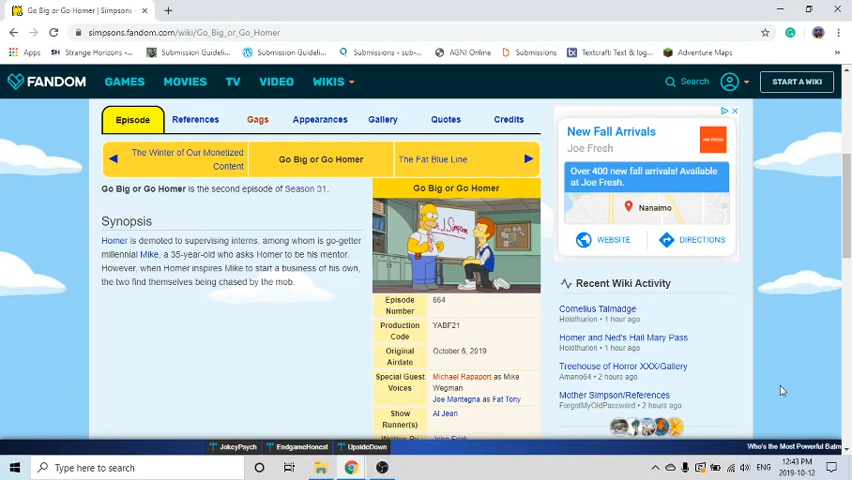 Go Big or Go Homer | Simpsons
simpsons.fandom.com/wiki/Go_Big_or_Go_Homer
Apps
Strange Horizons -...
Submission Guideli...
Submission Guideli...
Submissions - sub-...
AGNI Online
Submissions
Textcraft: Text & log...
Adventure Maps
FANDOM
GAMES
MOVIES
TV
VIDEO
WIKIS
Search
START A WIKI
Episode
References
Gags
Appearances
Gallery
Quotes
Credits
The Winter of Our Monetized
Content
Go Big or Go Homer
The Fat Blue Line
Go Big or Go Homer is the second episode of Season 31.
Synopsis
Homer is demoted to supervising interns, among whom is go-getter
millennial Mike, a 35-year-old who asks Homer to be his mentor.
However, when Homer inspires Mike to start a business of his own,
the two find themselves being chased by the mob.
Go Big or Go Homer
Episode
Number
664
Production
Code
YABF21
Original
Airdate
October 6, 2019
Special Guest
Voices
Michael Rapaport as Mike
Wegman
Joe Mantegna as Fat Tony
Show
Runner(s)
Al Jean
New Fall Arrivals
Joe Fresh
JOE FRESH
Over 400 new fall arrivals! Available
at Joe Fresh.
Nanaimo
WEBSITE
DIRECTIONS
Recent Wiki Activity
Cornelius Talmadge
Holothurion • 1 hour ago
Homer and Ned's Hail Mary Pass
Holothurion • 1 hour ago
Treehouse of Horror XXX/Gallery
Amario64 • 2 hours ago
Mother Simpson/References
ForgotMyOldPassword • 2 hours ago
JokeyPsych
EndgameHonest
UpsideDown
Who's the Most Powerful
Type here to search
ENG
12:43 PM
2019-10-12